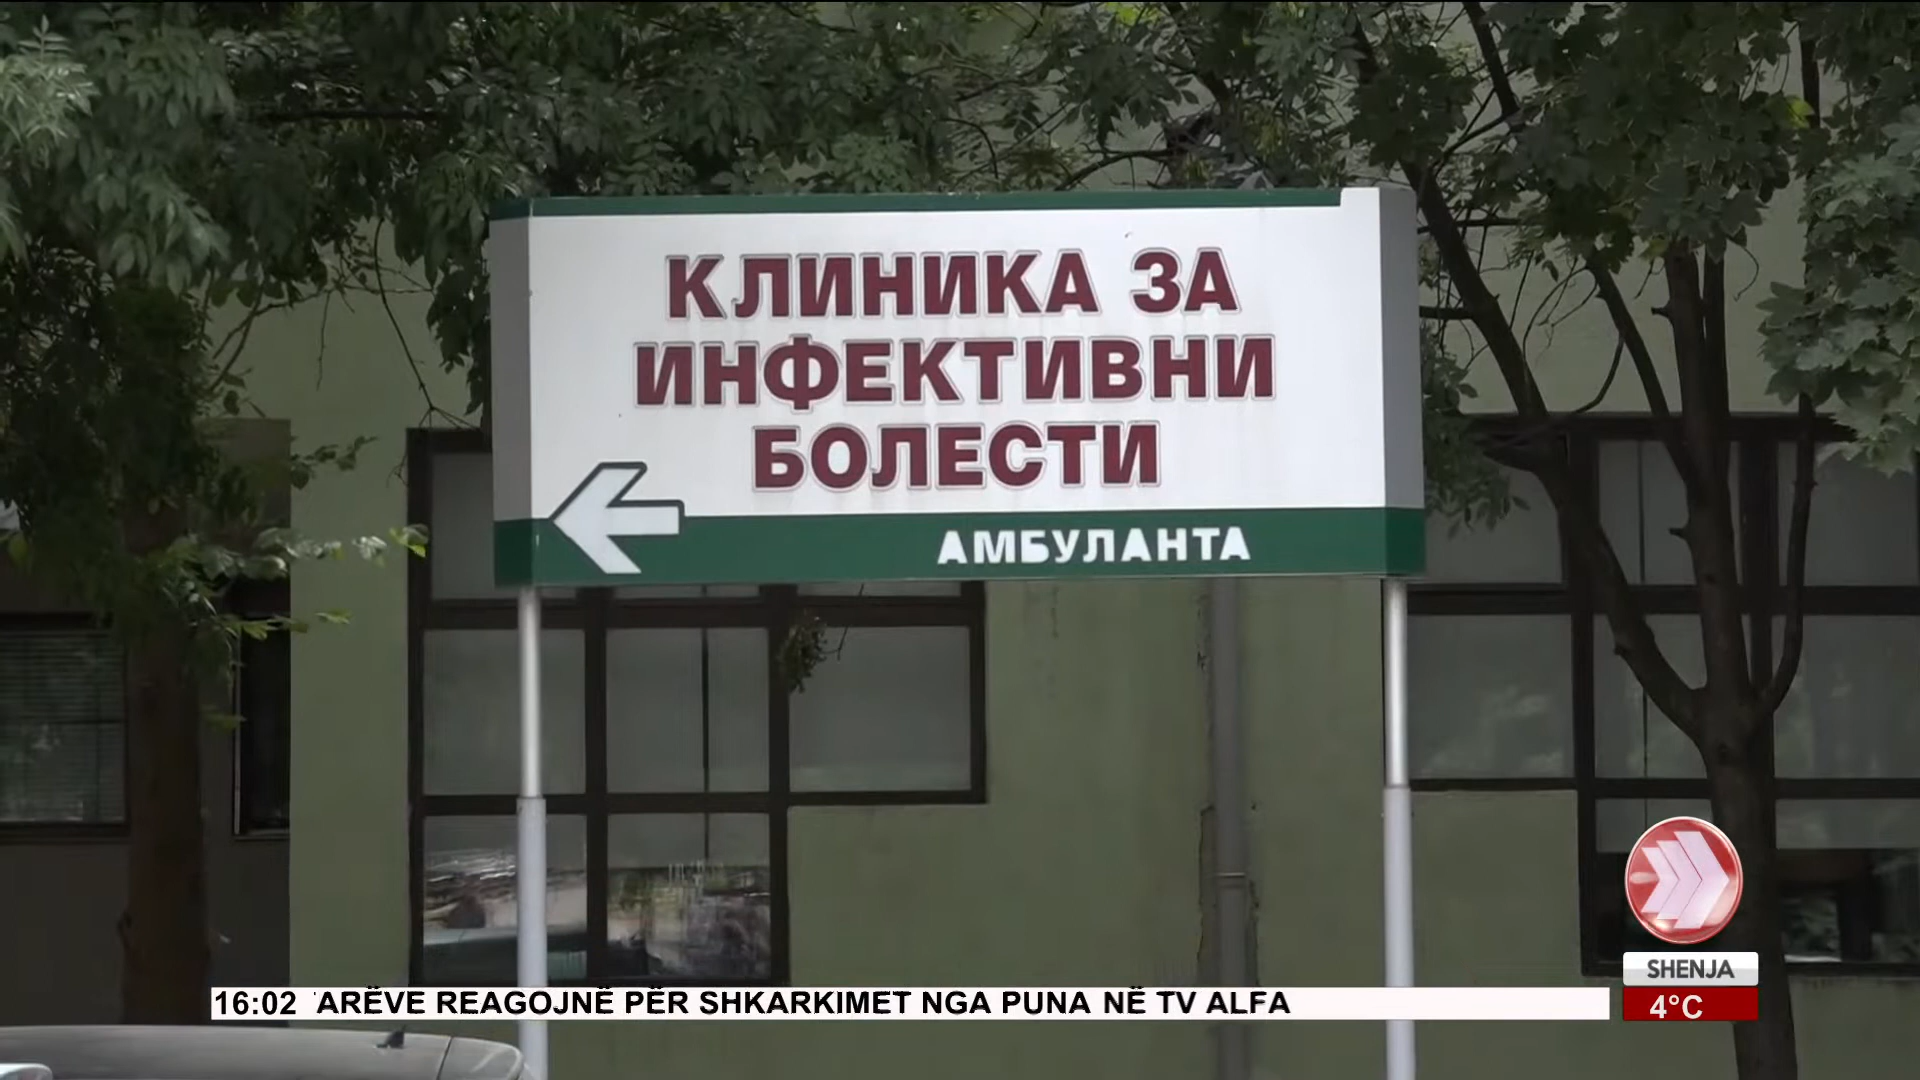 КЛИНИКА ЗА
ИНФЕКТИВНИ
БОЛЕСТИ
АМБУЛАНТА
SHENJA
16:02 ARËVE REAGOJNË PËR SHKARKIMET NGA PUNA NË TV ALFA
4°C